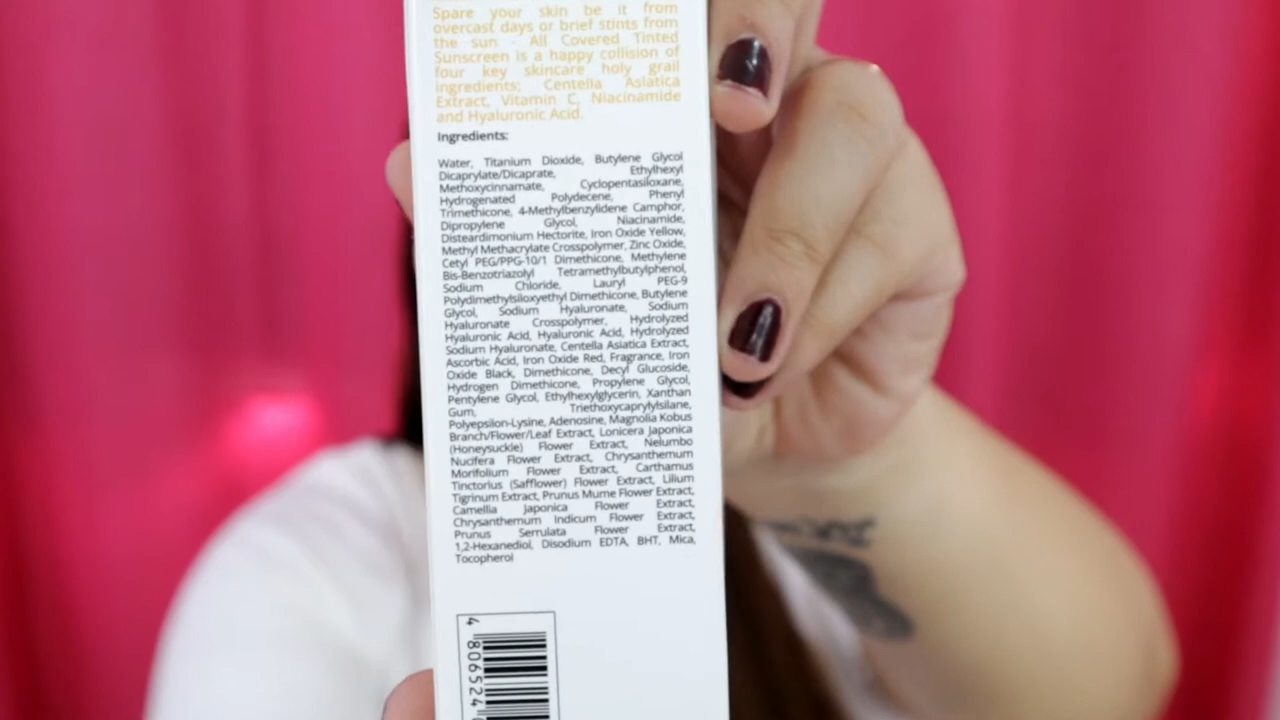 Spare your skin be it from
overcast days or brief stints from
the sun - All Covered Tinted
Sunscreen is a happy collision of
four key skincare holy grail
ingredients; Centella Asiatica
Extract, Vitamin C, Niacinamide
and Hyaluronic Acid.
Ingredients:
Water, Titanium Dioxide, Butylene Glycol
Dicaprylate/Dicaprate, Ethylhexyl
Methoxycinnamate, Cyclopentasiloxane,
Hydrogenated Polydecene, Phenyl
Trimethicone, 4-Methylbenzylidene Camphor,
Dipropylene Glycol, Niacinamide,
Disteardimonium Hectorite, Iron Oxide Yellow,
Methyl Methacrylate Crosspolymer, Zinc Oxide,
Cetyl PEG/PPG-10/1 Dimethicone, Methylene
Bis-Benzotriazolyl Tetramethylbutylphenol,
Sodium Chloride, Lauryl PEG-9
Polydimethylsiloxyethyl Dimethicone, Butylene
Glycol, Sodium Hyaluronate, Sodium
Hyaluronate Crosspolymer, Hydrolyzed
Hyaluronic Acid, Hyaluronic Acid, Hydrolyzed
Sodium Hyaluronate, Centella Asiatica Extract,
Ascorbic Acid, Iron Oxide Red, Fragrance, Iron
Oxide Black, Dimethicone, Decyl Glucoside,
Hydrogen Dimethicone, Propylene Glycol,
Pentylene Glycol, Ethylhexylglycerin, Xanthan
Gum, Triethoxycaprylylsilane,
Polyepsilon-Lysine, Adenosine, Magnolia Kobus
Branch/Flower/Leaf Extract, Lonicera Japonica
(Honeysuckle) Flower Extract, Nelumbo
Nucifera Flower Extract, Chrysanthemum
Morifolium Flower Extract, Carthamus
Tinctorius (Safflower) Flower Extract, Lilium
Tigrinum Extract, Prunus Mume Flower Extract,
Camellia Japonica Flower Extract,
Chrysanthemum Indicum Flower Extract,
Prunus Serrulata Flower Extract,
1,2-Hexanediol, Disodium EDTA, BHT, Mica,
Tocopherol
4 806524